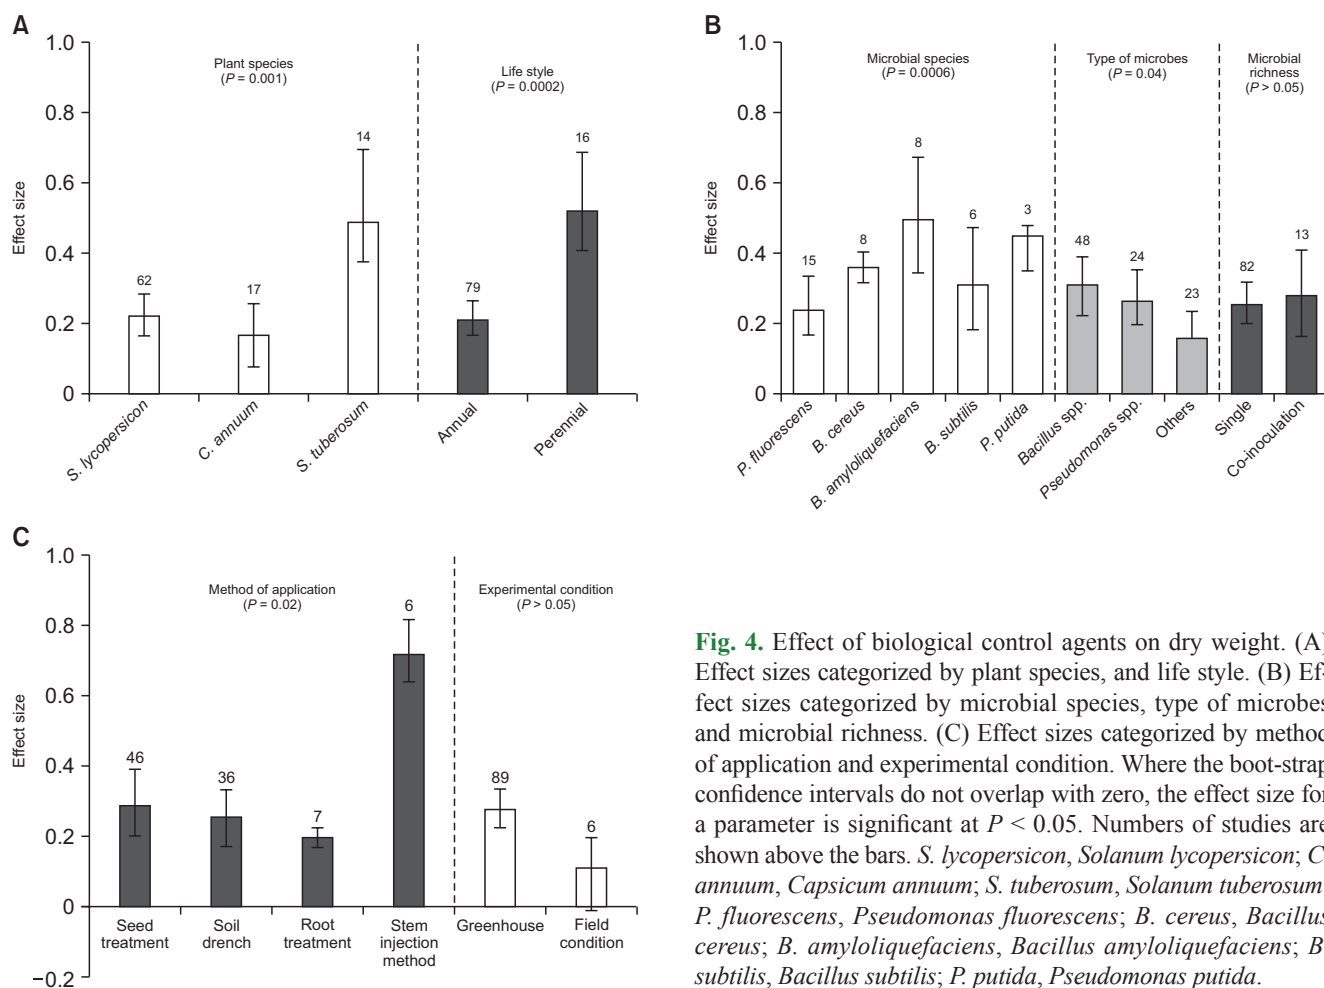 A
1.0
0.8
0.6
0.4
0.2
0
Effect size
Plant species
(P = 0.001)
Life style
(P = 0.0002)
62
17
14
79
16
S. lycopersicon
C. annuum
S. tuberosum
Annual
Perennial
B
1.0
0.8
0.6
0.4
0.2
0
Effect size
Microbial species
(P = 0.0006)
Type of microbes
(P = 0.04)
Microbial
richness
(P > 0.05)
15
8
8
6
3
48
24
23
82
13
P. fluorescens
B. cereus
B. amyloliquefaciens
B. subtilis
P. putida
Bacillus spp.
Pseudomonas spp.
Others
Single
Co-inoculation
C
1.0
0.8
0.6
0.4
0.2
0
−0.2
Effect size
Method of application
(P = 0.02)
Experimental condition
(P > 0.05)
46
36
7
6
89
6
Seed
treatment
Soil
drench
Root
treatment
Stem
injection
method
Greenhouse
Field
condition
Fig. 4. Effect of biological control agents on dry weight. (A)
Effect sizes categorized by plant species, and life style. (B) Ef-
fect sizes categorized by microbial species, type of microbes
and microbial richness. (C) Effect sizes categorized by method
of application and experimental condition. Where the boot-strap
confidence intervals do not overlap with zero, the effect size for
a parameter is significant at P < 0.05. Numbers of studies are
shown above the bars. S. lycopersicon, Solanum lycopersicon; C.
annuum, Capsicum annuum; S. tuberosum, Solanum tuberosum
P. fluorescens, Pseudomonas fluorescens; B. cereus, Bacillus
cereus; B. amyloliquefaciens, Bacillus amyloliquefaciens; B.
subtilis, Bacillus subtilis; P. putida, Pseudomonas putida.